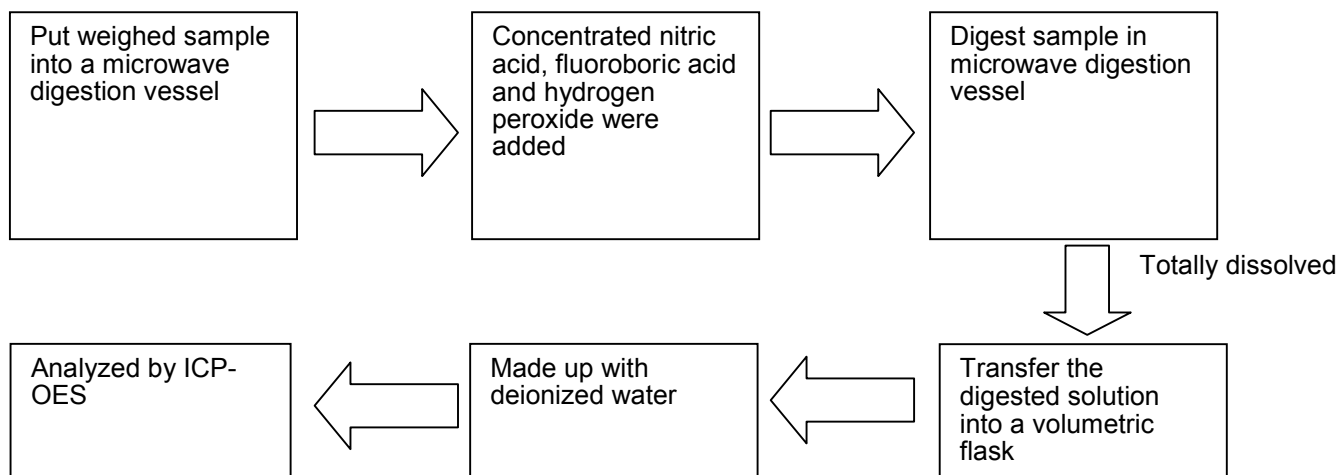 Put weighed sample
into a microwave
digestion vessel
Concentrated nitric
acid, fluoroboric acid
and hydrogen
peroxide were
added
Digest sample in
microwave digestion
vessel
Totally dissolved
Transfer the
digested solution
into a volumetric
flask
Made up with
deionized water
Analyzed by ICP-
OES